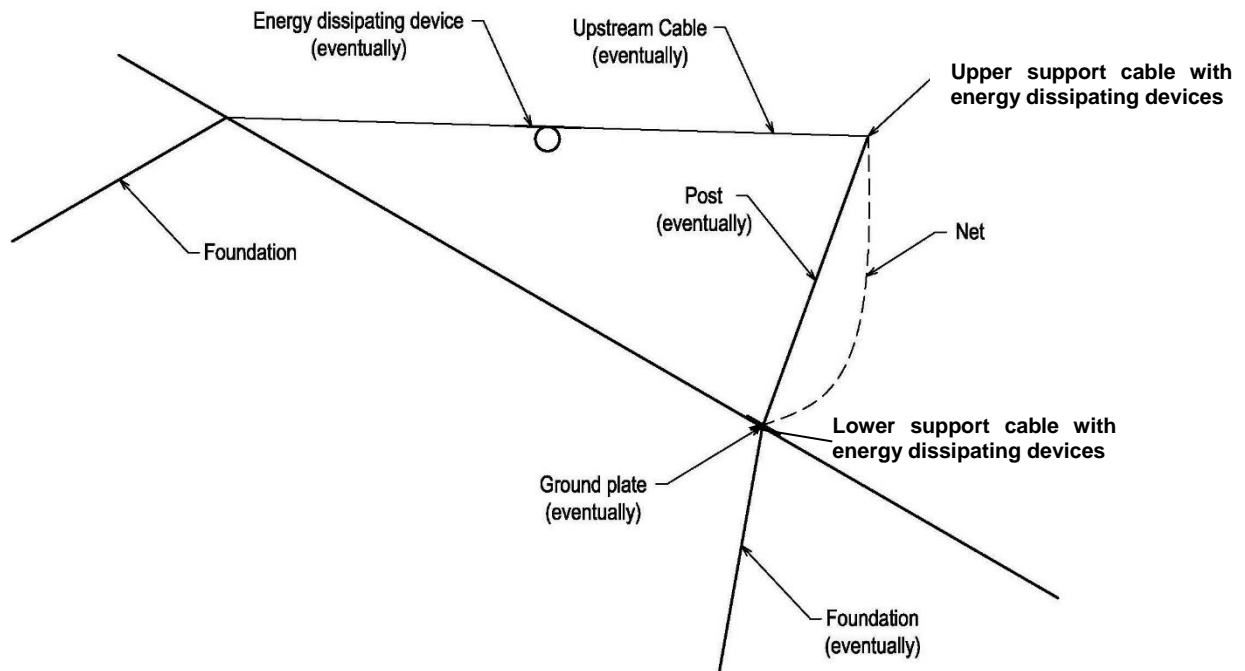 Energy dissipating device
(eventually)
Upstream Cable
(eventually)
Upper support cable with
energy dissipating devices
Post
(eventually)
Net
Foundation
Lower support cable with
energy dissipating devices
Ground plate
(eventually)
Foundation
(eventually)